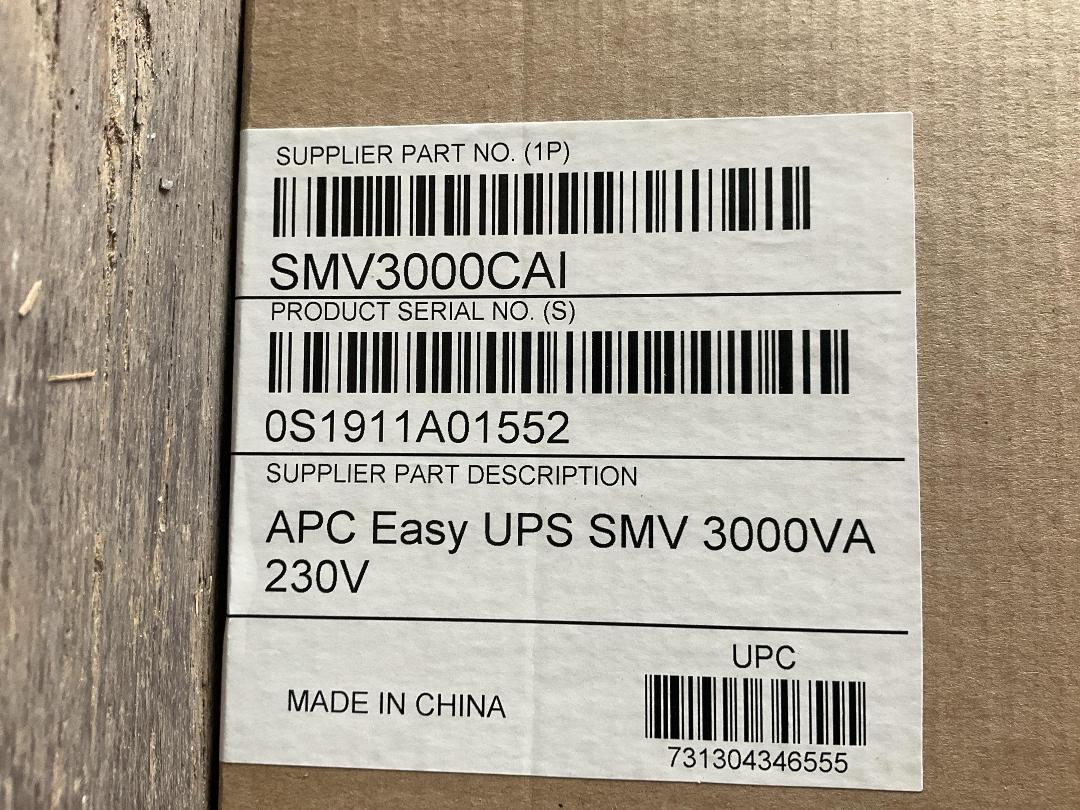 SUPPLIER PART NO. (1P)
SMV3000CAI
PRODUCT SERIAL NO. (S)
0S1911A01552
SUPPLIER PART DESCRIPTION
APC Easy UPS SMV 3000VA
230V
UPC
MADE IN CHINA
731304346555